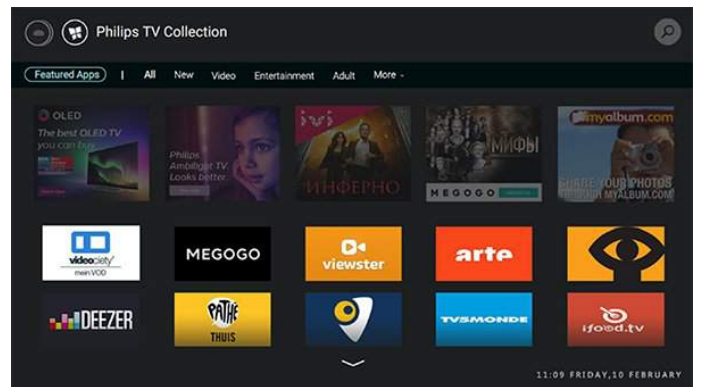 Philips TV Collection
Featured Apps | All New Video Entertainment Adult More
OLED
The best OLED TV
you can buy
Philips
Ambilight TV.
Looks better.
ИНФЕРНО
МИФЫ
MEGOGO
myalbum.com
SHARE YOUR PHOTOS
THROUGH MYALBUM.COM
videociety
mein VOD
MEGOGO
viewster
arte
DEEZER
PATHÉ
THUIS
TV5MONDE
ifood.tv
11:09 FRIDAY,10 FEBRUARY